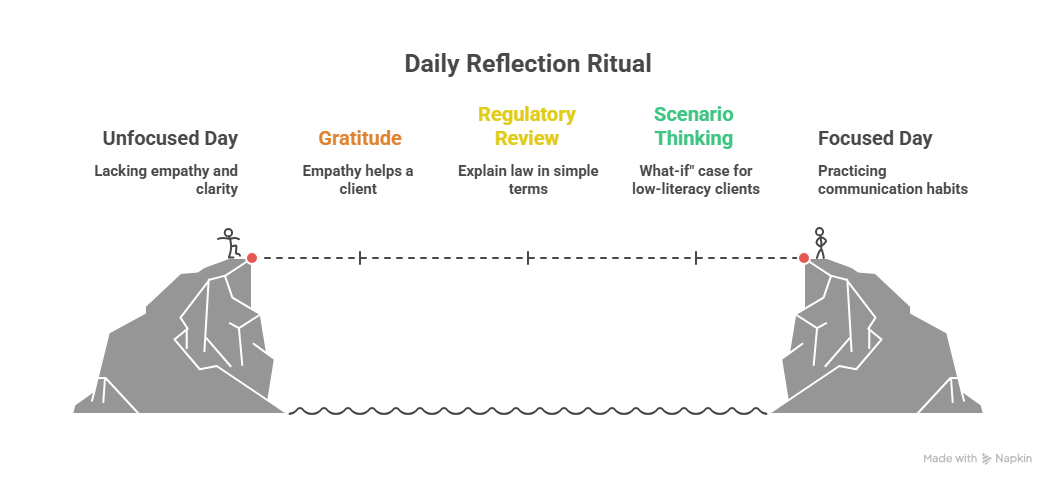 Daily Reflection Ritual
Unfocused Day
Lacking empathy and
clarity
Gratitude
Empathy helps a
client
Regulatory
Review
Explain law in simple
terms
Scenario
Thinking
What-if" case for
low-literacy clients
Focused Day
Practicing
communication habits
Made with Napkin